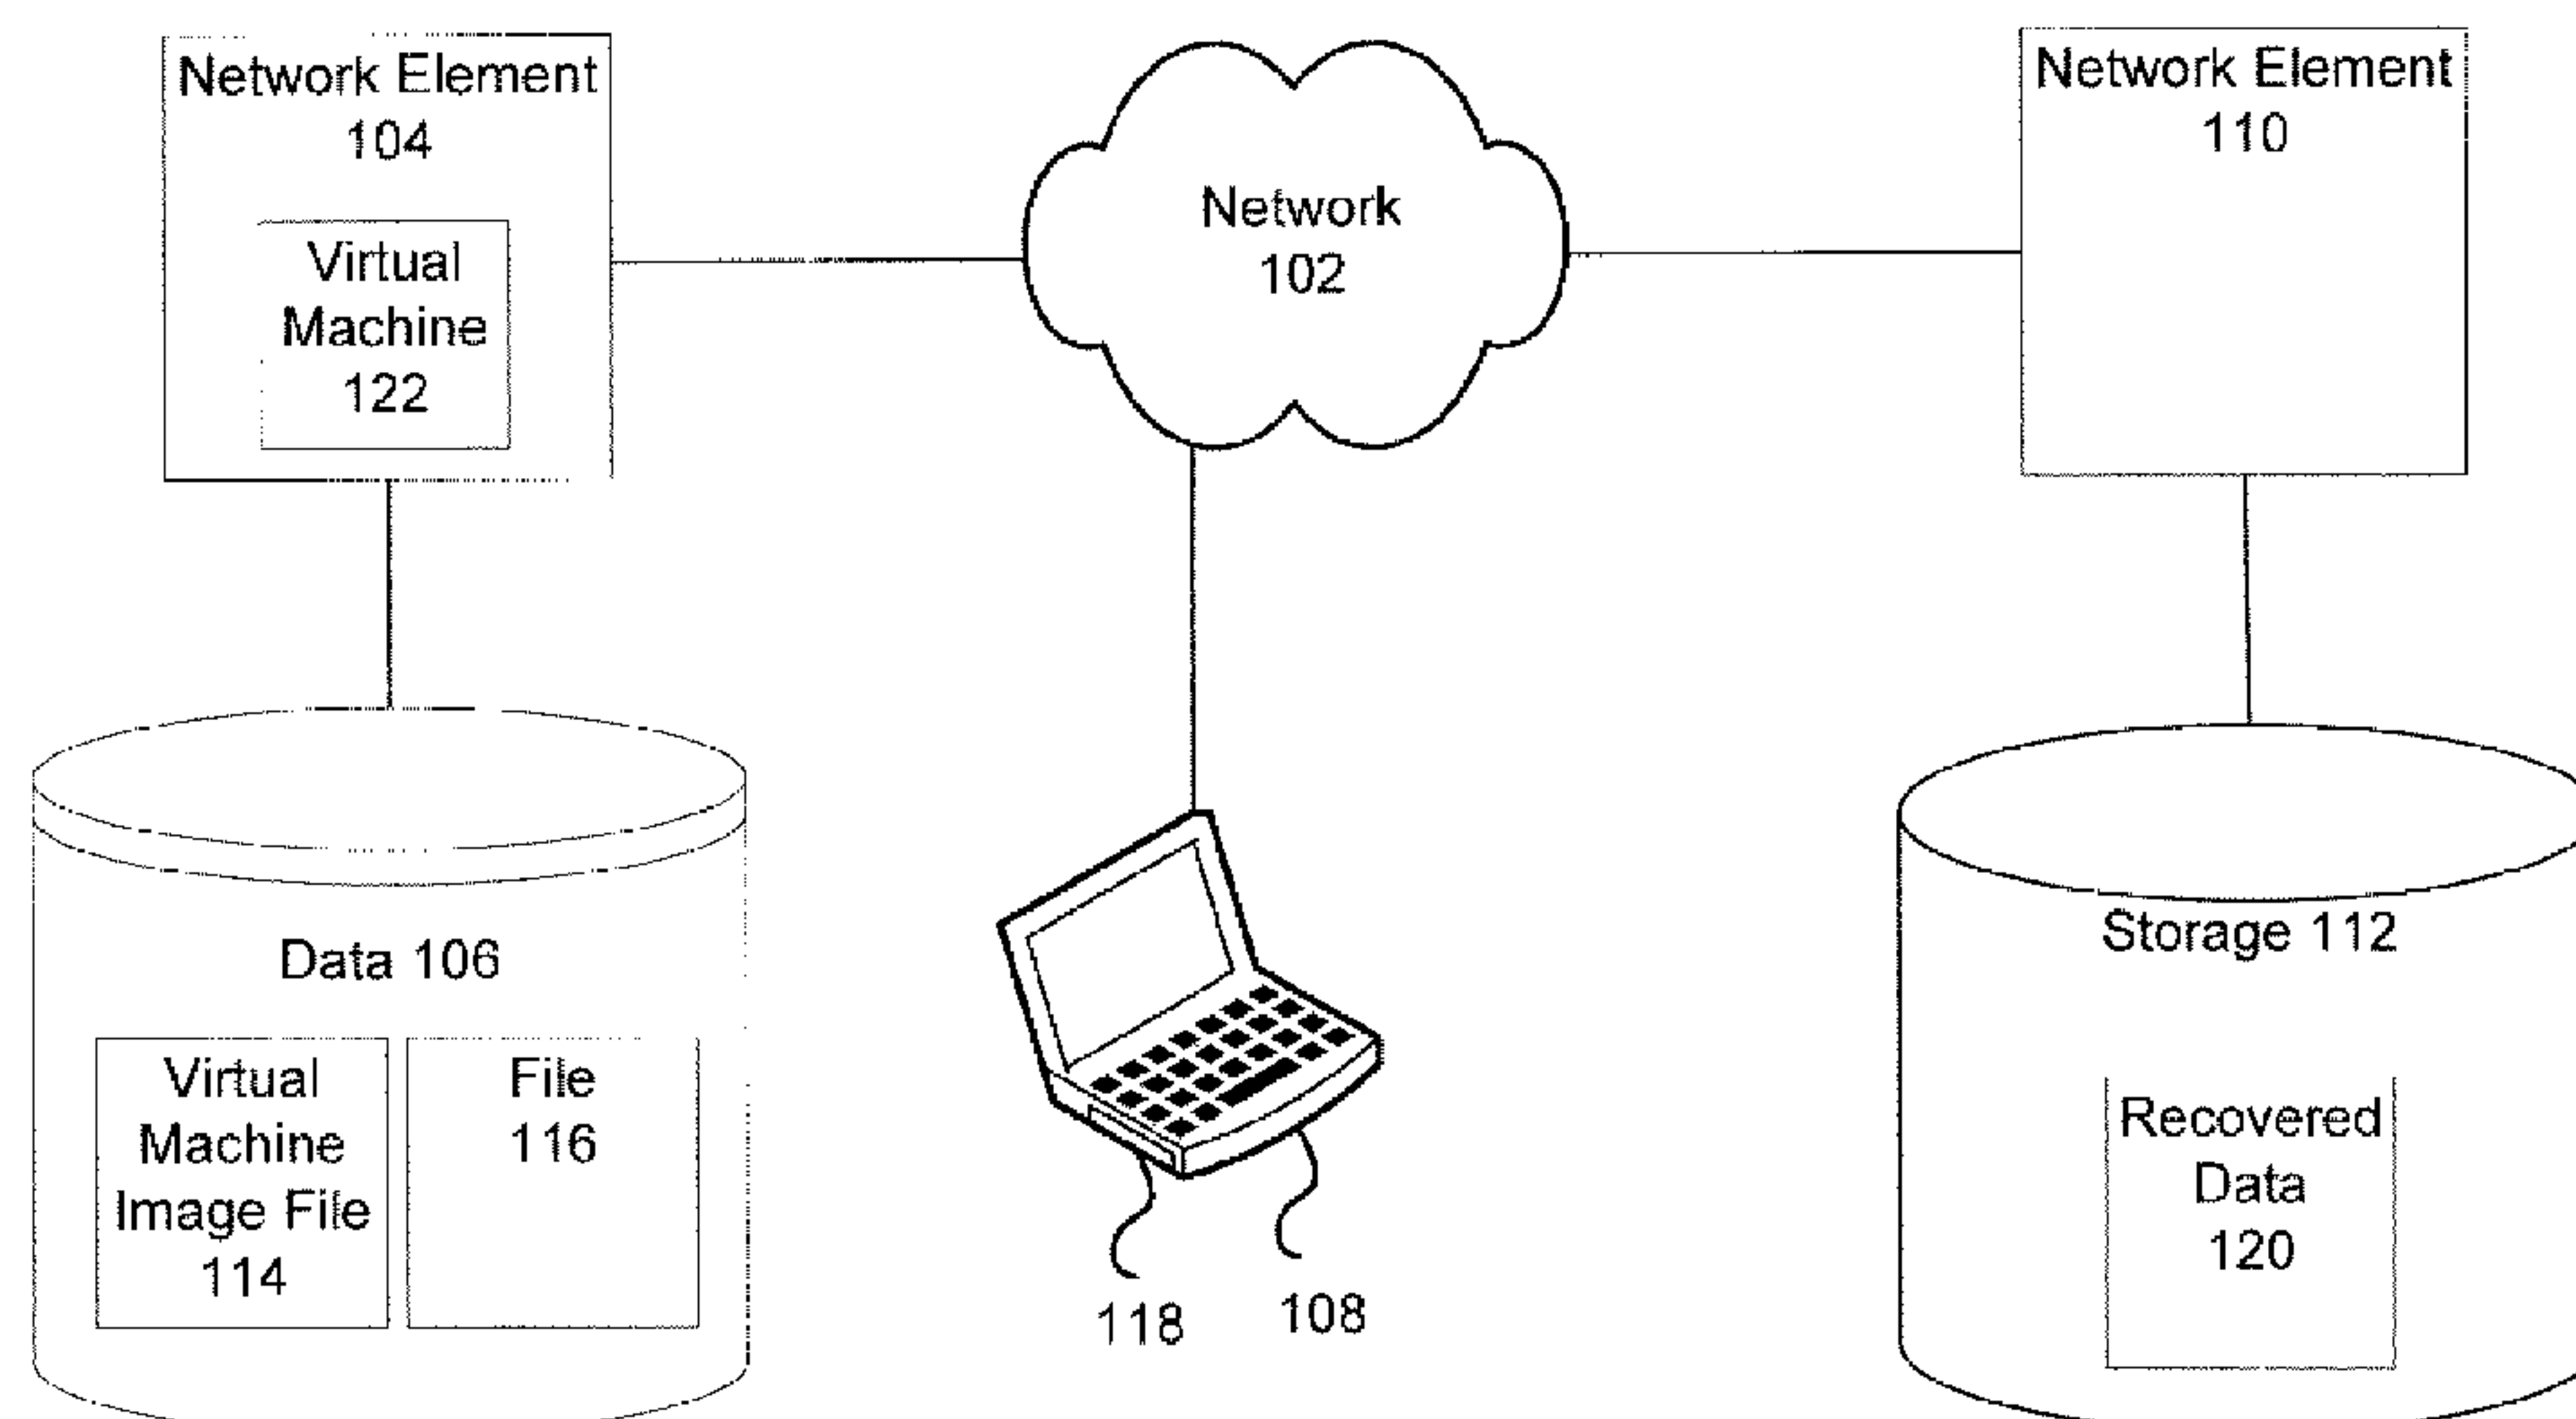 Network Element
104
Virtual
Machine
122
Network
102
Network Element
110
Data 106
Virtual
Machine
Image File
114
File
116
118
108
Storage 112
Recovered
Data
120